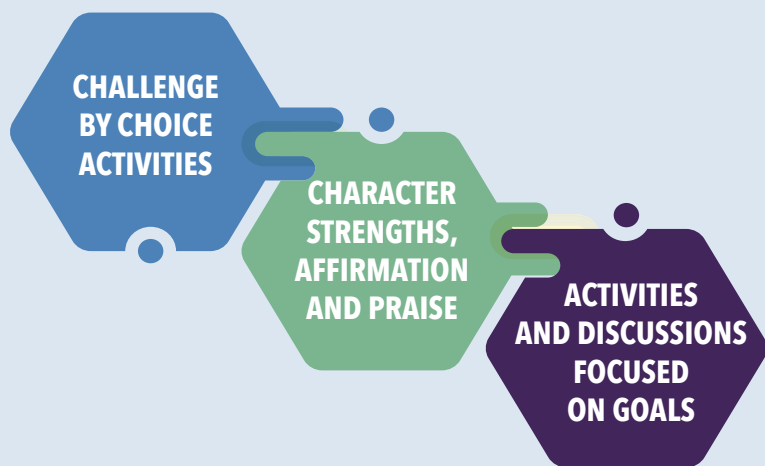 CHALLENGE
BY CHOICE
ACTIVITIES
CHARACTER
STRENGTHS,
AFFIRMATION
AND PRAISE
ACTIVITIES
AND DISCUSSIONS
FOCUSED
ON GOALS